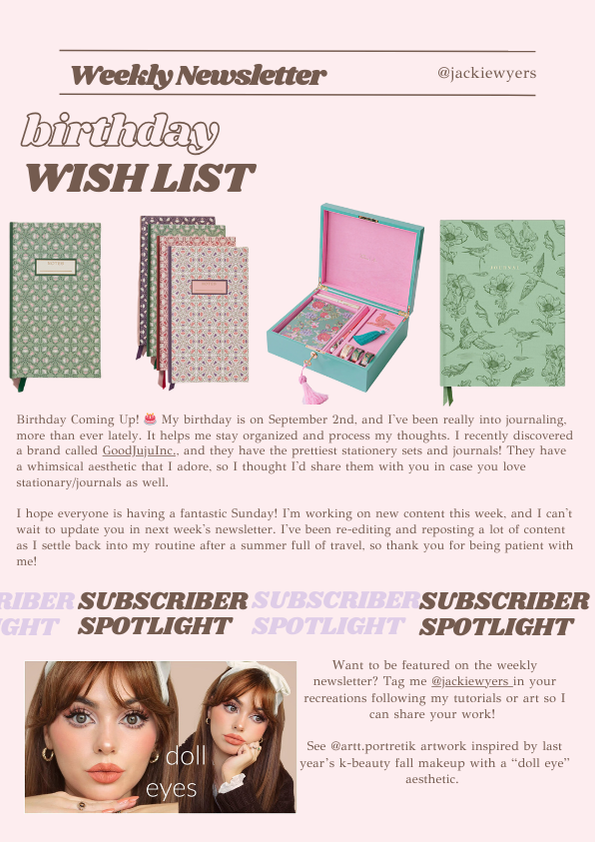 Weekly Newsletter
@jackiewyers
birthday
WISH LIST
NOTES
JOURNAL
Birthday Coming Up! 🎂 My birthday is on September 2nd, and I've been really into journaling,
more than ever lately. It helps me stay organized and process my thoughts. I recently discovered
a brand called GoodJujuInc., and they have the prettiest stationery sets and journals! They have
a whimsical aesthetic that I adore, so I thought I'd share them with you in case you love
stationary/journals as well.
I hope everyone is having a fantastic Sunday! I'm working on new content this week, and I can't
wait to update you in next week's newsletter. I've been re-editing and reposting a lot of content
as I settle back into my routine after a summer full of travel, so thank you for being patient with
me!
RIBER SUBSCRIBER SUBSCRIBER SUBSCRIBER
GHT SPOTLIGHT SPOTLIGHT SPOTLIGHT
Want to be featured on the weekly
newsletter? Tag me @jackiewyers in your
recreations following my tutorials or art so I
can share your work!
doll
eyes
See @artt.portretik artwork inspired by last
year's k-beauty fall makeup with a "doll eye"
aesthetic.